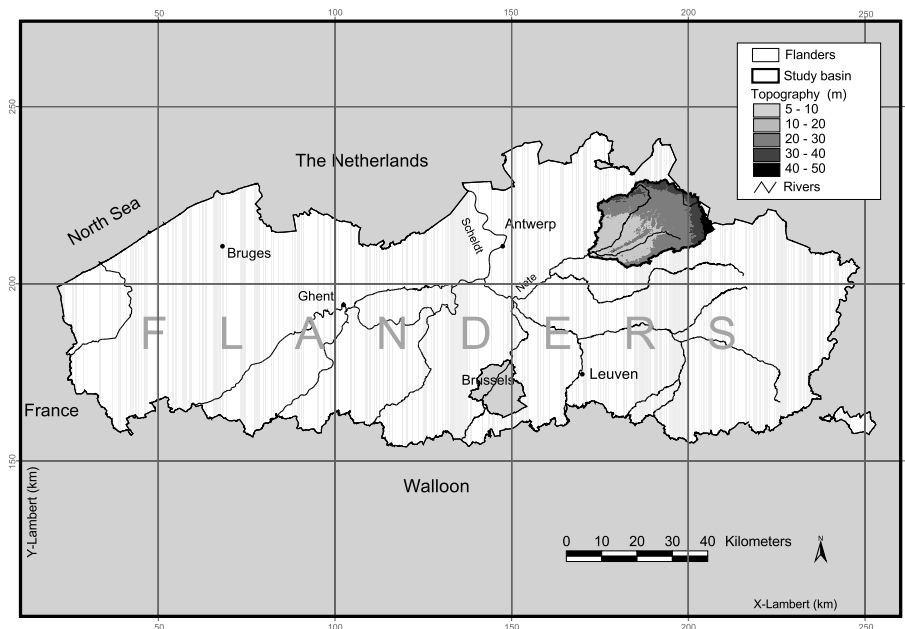 50 100 150 200 250
Flanders
Study basin
Topography (m)
5 - 10
10 - 20
20 - 30
30 - 40
40 - 50
Rivers
250
The Netherlands
North Sea
Antwerp
Scheldt
Bruges
200
Nete
Ghent
FLANDERS
Brussels
Leuven
France
150
Walloon
Y-Lambert (km)
0 10 20 30 40 Kilometers
N
X-Lambert (km)
50 100 150 200 250